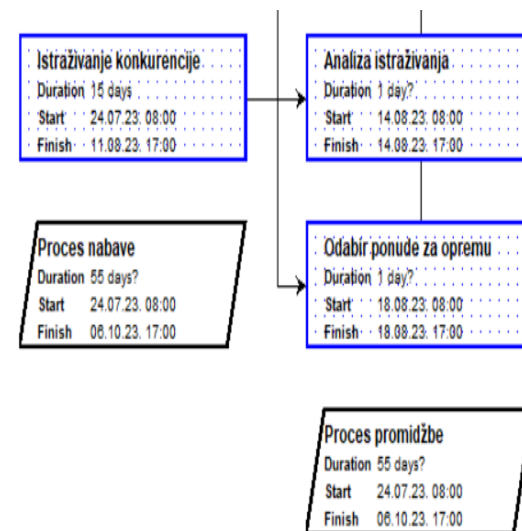 Istraživanje konkurencije
Duration 15 days
Start 24.07.23. 08:00
Finish 11.08.23. 17:00
Analiza istraživanja
Duration 1 day?
Start 14.08.23. 08:00
Finish 14.08.23. 17:00
Proces nabave
Duration 55 days?
Start 24.07.23. 08:00
Finish 06.10.23. 17:00
Odabir ponude za opremu
Duration 1 day?
Start 18.08.23. 08:00
Finish 18.08.23. 17:00
Proces promidžbe
Duration 55 days?
Start 24.07.23. 08:00
Finish 06.10.23. 17:00